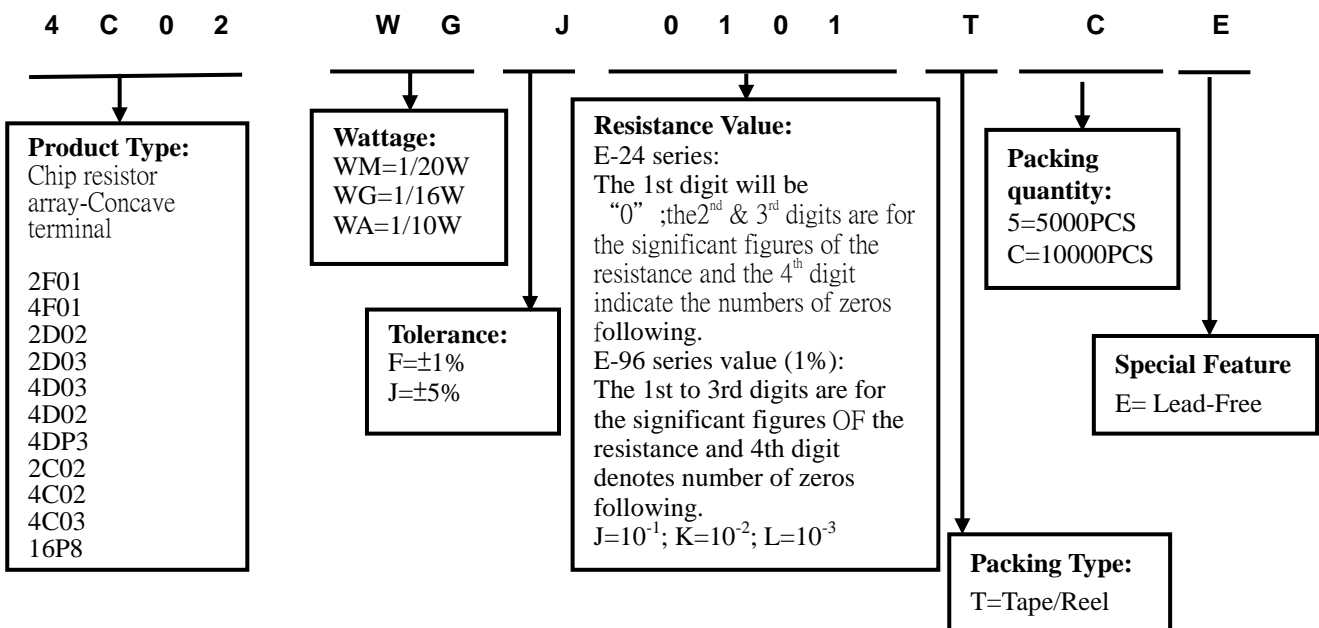 4 C 0 2 W G J 0 1 0 1 T C E
Product Type:
Chip resistor
array-Concave
terminal
2F01
4F01
2D02
2D03
4D03
4D02
4DP3
2C02
4C02
4C03
16P8
Wattage:
WM=1/20W
WG=1/16W
WA=1/10W
Tolerance:
F=±1%
J=±5%
Resistance Value:
E-24 series:
The 1st digit will be
“0” ;the2nd & 3rd digits are for
the significant figures of the
resistance and the 4th digit
indicate the numbers of zeros
following.
E-96 series value (1%):
The 1st to 3rd digits are for
the significant figures OF the
resistance and 4th digit
denotes number of zeros
following.
J=10-1; K=10-2; L=10-3
Packing
quantity:
5=5000PCS
C=10000PCS
Special Feature
E= Lead-Free
Packing Type:
T=Tape/Reel